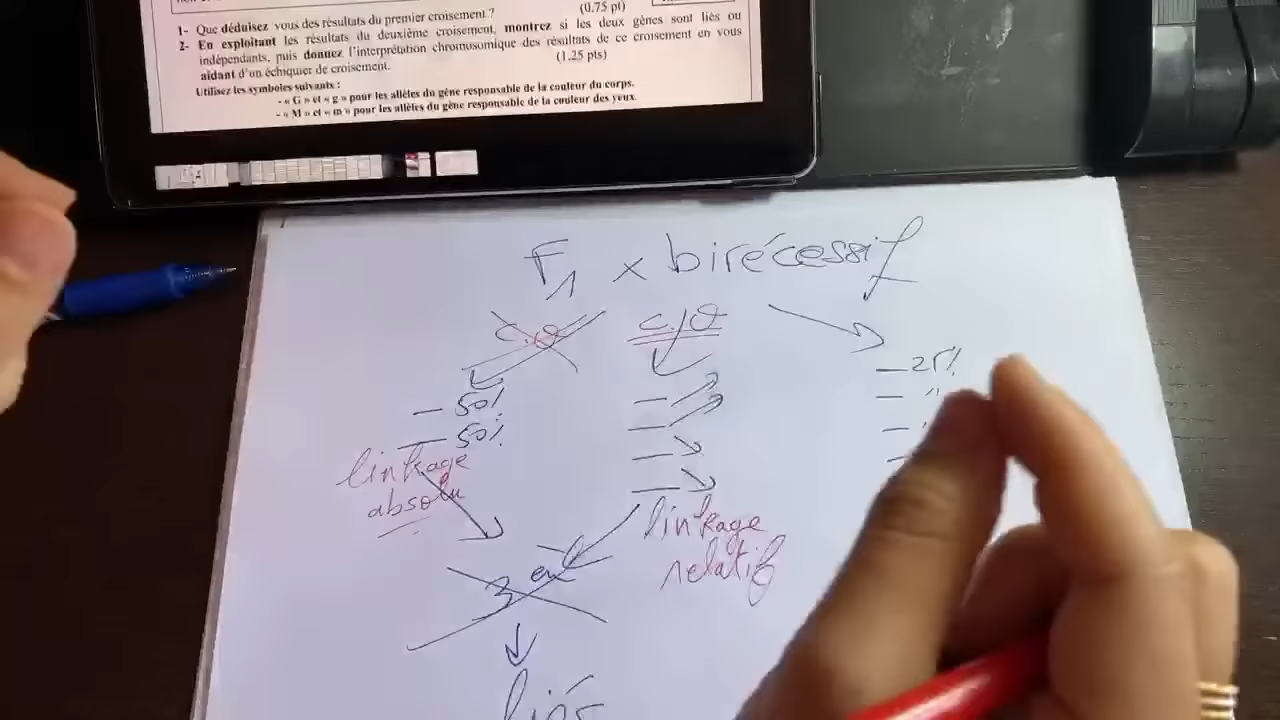 (0.75 pt)
1- Que déduisez vous des résultats du premier croisement ?
2- En exploitant les résultats du deuxième croisement, montrez si les deux gènes sont liés ou
indépendants, puis donnez l'interprétation chromosomique des résultats de ce croisement en vous
aidant d'un échiquier de croisement.
(1.25 pts)
Utilisez les symboles suivants :
- « G » et « g » pour les allèles du gène responsable de la couleur du corps.
- « M » et « m » pour les allèles du gène responsable de la couleur des yeux.
F1 x birécessif
50%
50%
linkage
absolu
linkage
relatif
25%
liés